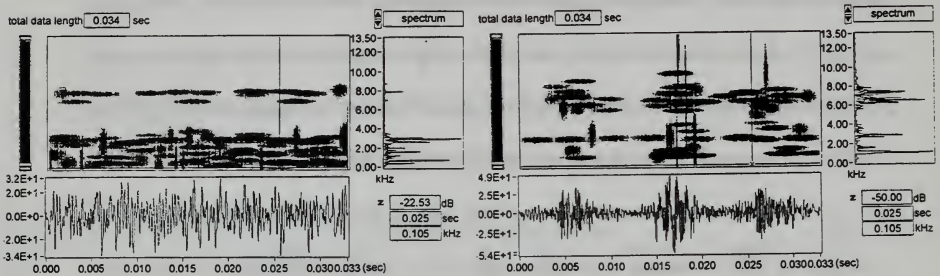 total data length 0.034 sec
spectrum
13.50
12.00
10.00
8.00
6.00
4.00
2.00
0.00
kHz
3.2E+1
2.0E+1
0.0E+0
-2.0E+1
-3.4E+1
0.000 0.005 0.010 0.015 0.020 0.025 0.030 0.033 (sec)
z -22.53 dB
0.025 sec
0.105 kHz
total data length 0.034 sec
spectrum
13.50
12.00
10.00
8.00
6.00
4.00
2.00
0.00
kHz
4.9E+1
2.5E+1
0.0E+0
-2.5E+1
-5.4E+1
0.000 0.005 0.010 0.015 0.020 0.025 0.030 0.033 (sec)
z -50.00 dB
0.025 sec
0.105 kHz